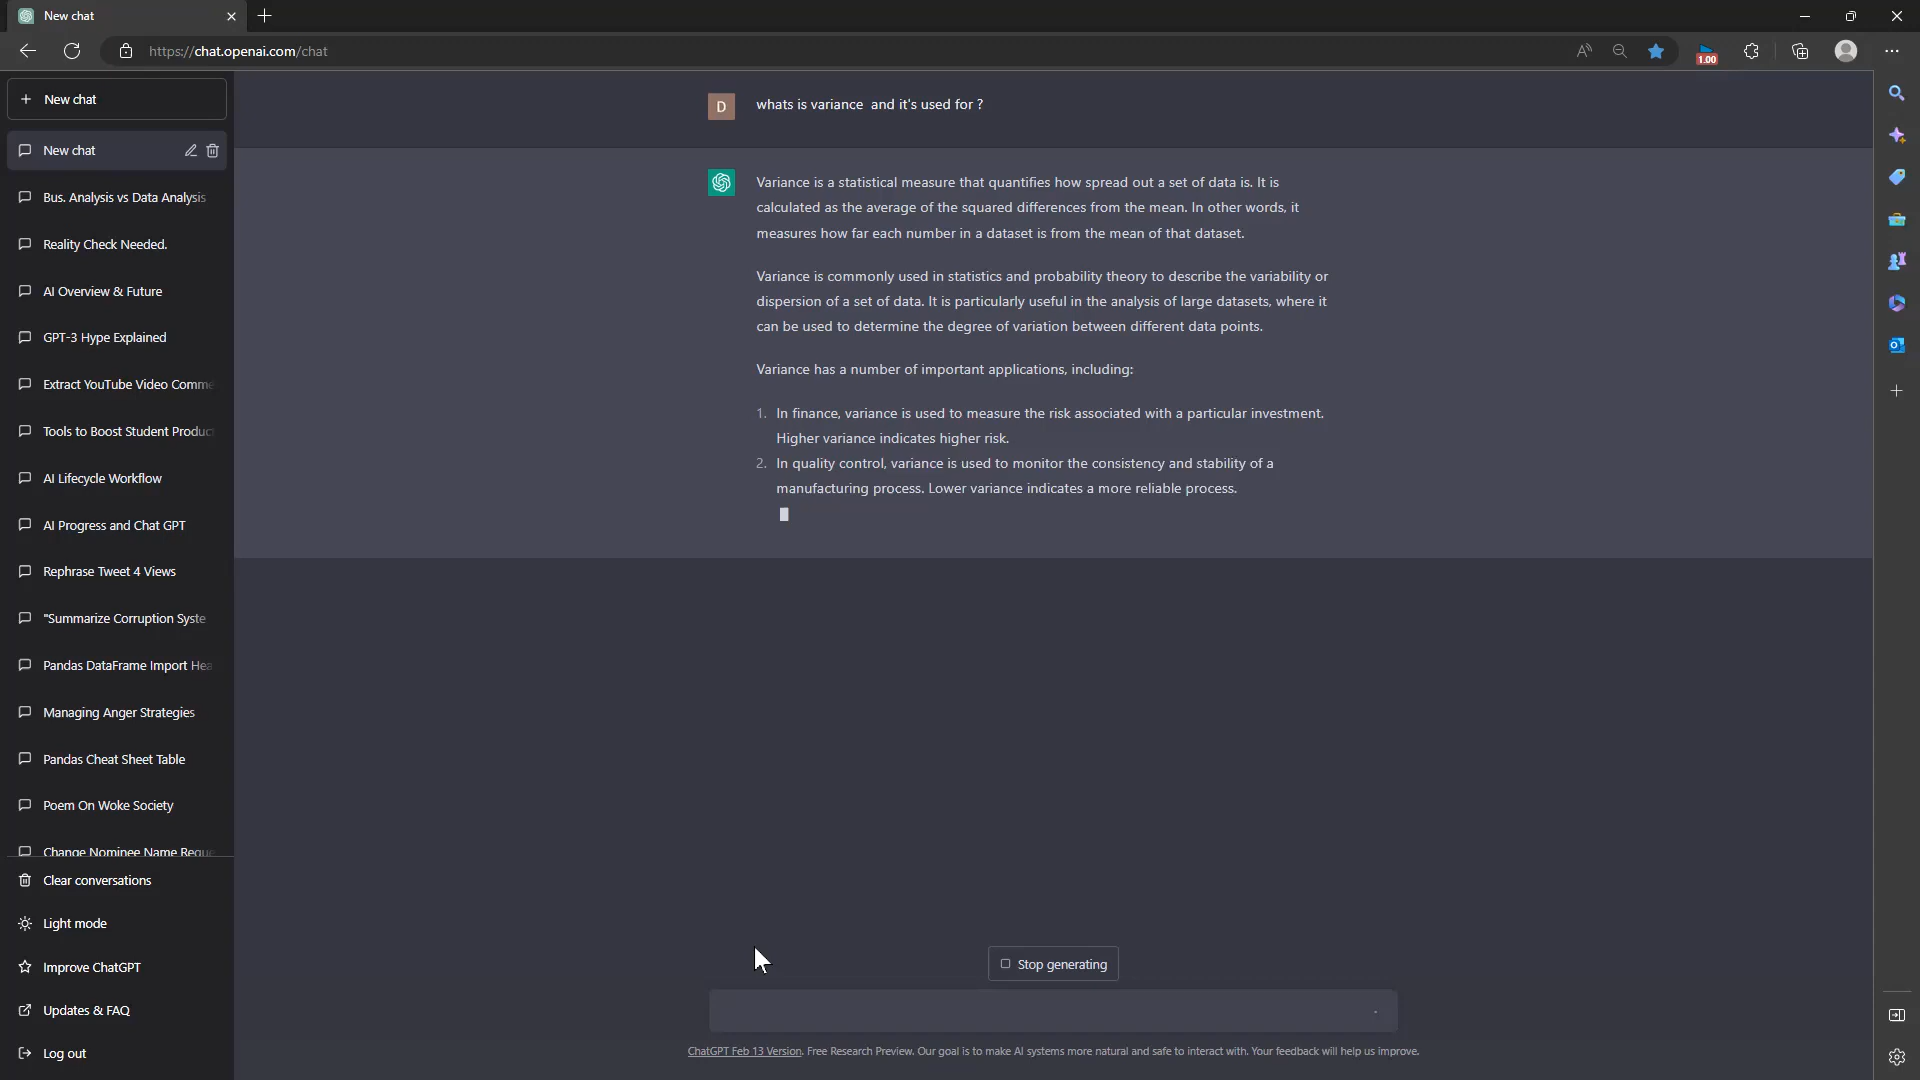 New chat
https://chat.openai.com/chat
1.00
New chat
New chat
Bus. Analysis vs Data Analysis
Reality Check Needed.
AI Overview & Future
GPT-3 Hype Explained
Extract YouTube Video Comme
Tools to Boost Student Produc
AI Lifecycle Workflow
AI Progress and Chat GPT
Rephrase Tweet 4 Views
"Summarize Corruption Syste
Pandas DataFrame Import Hea
Managing Anger Strategies
Pandas Cheat Sheet Table
Poem On Woke Society
Change Nominee Name Reque
Clear conversations
Light mode
Improve ChatGPT
Updates & FAQ
Log out
D
whats is variance and it's used for ?
Variance is a statistical measure that quantifies how spread out a set of data is. It is
calculated as the average of the squared differences from the mean. In other words, it
measures how far each number in a dataset is from the mean of that dataset.
Variance is commonly used in statistics and probability theory to describe the variability or
dispersion of a set of data. It is particularly useful in the analysis of large datasets, where it
can be used to determine the degree of variation between different data points.
Variance has a number of important applications, including:
1. In finance, variance is used to measure the risk associated with a particular investment.
Higher variance indicates higher risk.
2. In quality control, variance is used to monitor the consistency and stability of a
manufacturing process. Lower variance indicates a more reliable process.
Stop generating
ChatGPT Feb 13 Version. Free Research Preview. Our goal is to make AI systems more natural and safe to interact with. Your feedback will help us improve.